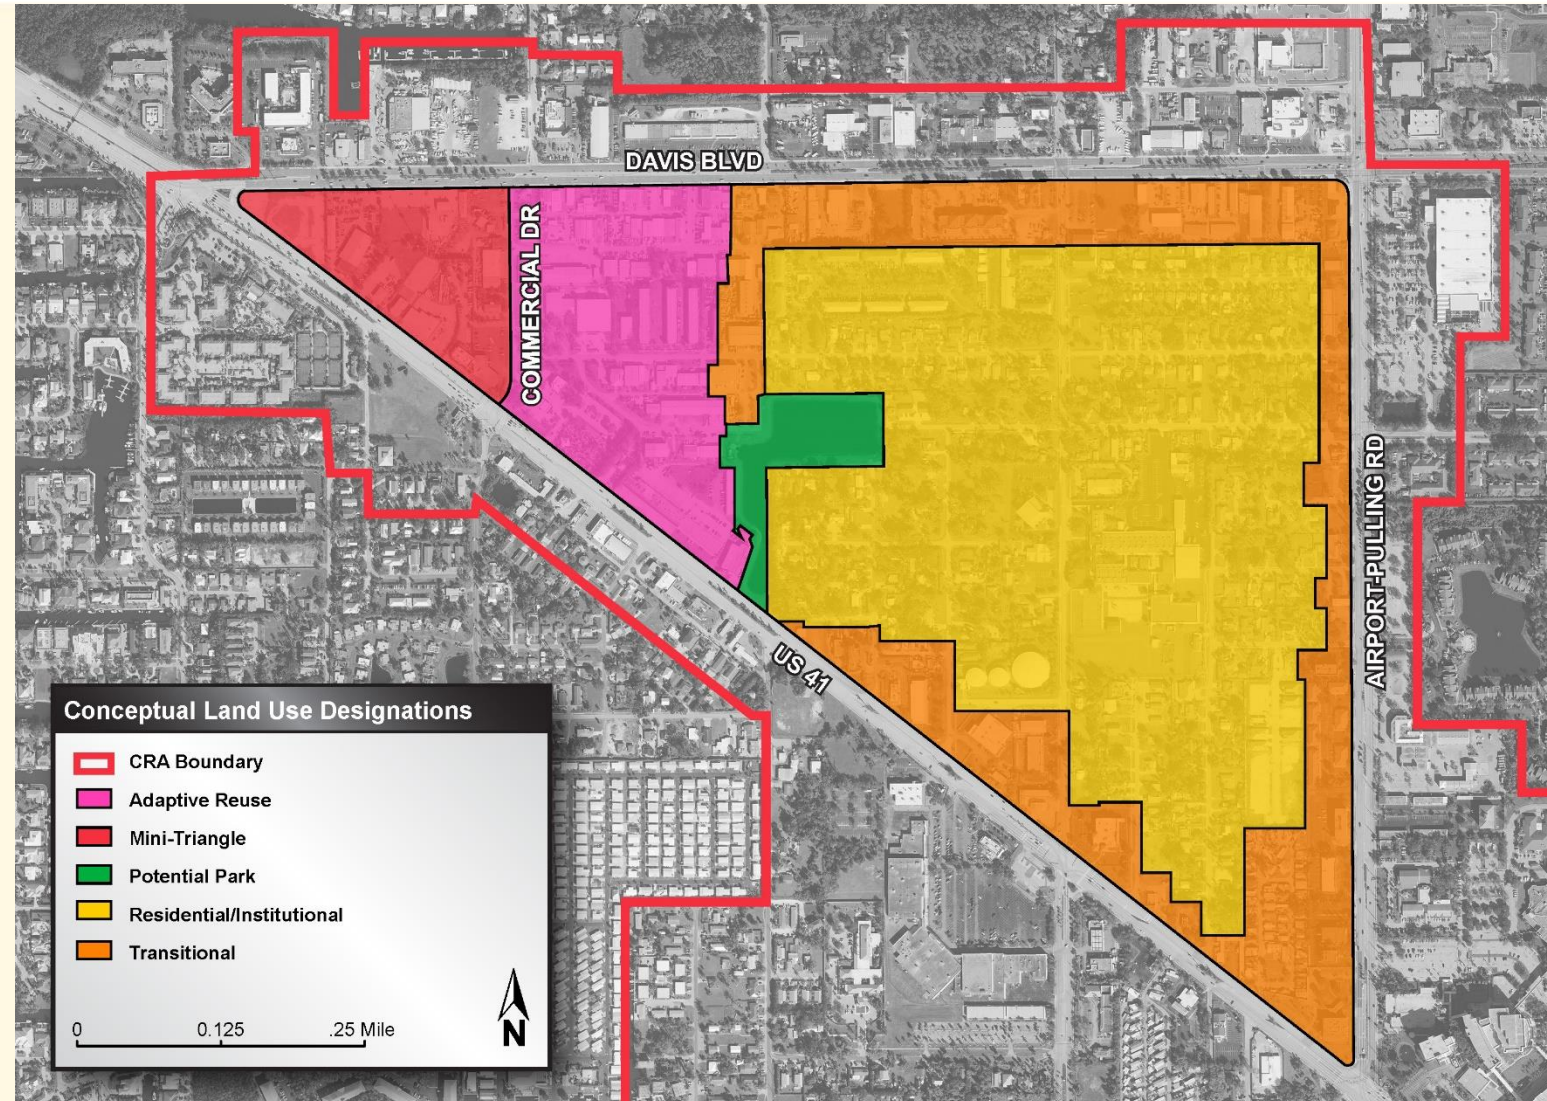 DAVIS BLVD
COMMERCIAL DR
AIRPORT-PULLING RD
US 41
Conceptual Land Use Designations
CRA Boundary
Adaptive Reuse
Mini-Triangle
Potential Park
Residential/Institutional
Transitional
0 0.125 .25 Mile
N